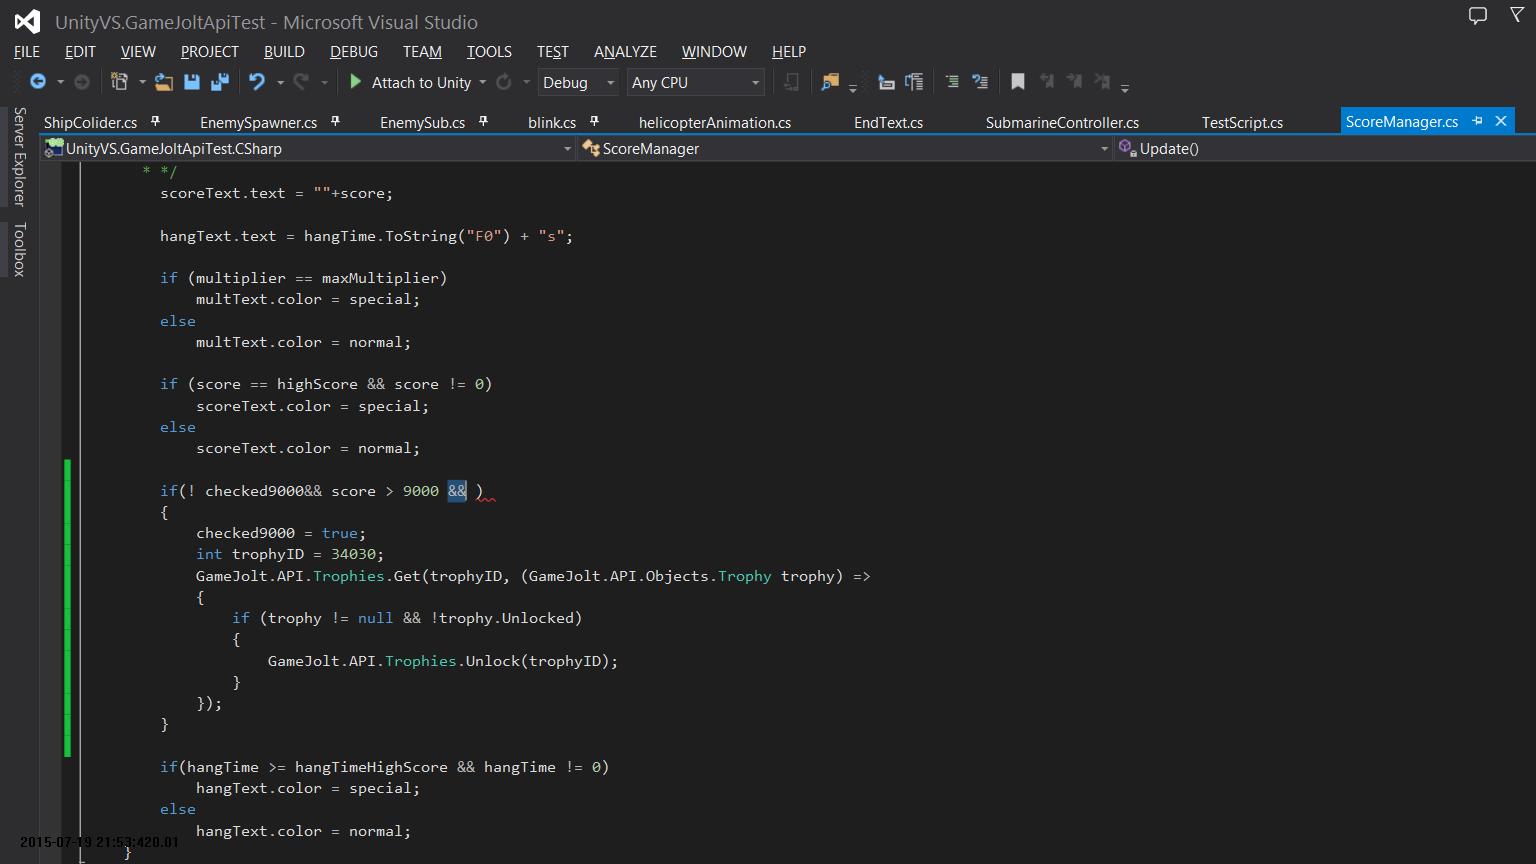 UnityVS.GameJoltApiTest - Microsoft Visual Studio
FILE EDIT VIEW PROJECT BUILD DEBUG TEAM TOOLS TEST ANALYZE WINDOW HELP
Attach to Unity Debug Any CPU
Server Explorer
Toolbox
ShipColider.cs EnemySpawner.cs EnemySub.cs blink.cs helicopterAnimation.cs EndText.cs SubmarineController.cs TestScript.cs ScoreManager.cs
UnityVS.GameJoltApiTest.CSharp ScoreManager Update()
* */
scoreText.text = ""+score;
hangText.text = hangTime.ToString("F0") + "s";
if (multiplier == maxMultiplier)
multText.color = special;
else
multText.color = normal;
if (score == highScore && score != 0)
scoreText.color = special;
else
scoreText.color = normal;
if(! checked9000&& score > 9000 && )
{
checked9000 = true;
int trophyID = 34030;
GameJolt.API.Trophies.Get(trophyID, (GameJolt.API.Objects.Trophy trophy) =>
{
if (trophy != null && !trophy.Unlocked)
{
GameJolt.API.Trophies.Unlock(trophyID);
}
});
}
if(hangTime >= hangTimeHighScore && hangTime != 0)
hangText.color = special;
else
hangText.color = normal;
}
2015-07-19 21:53:420.01